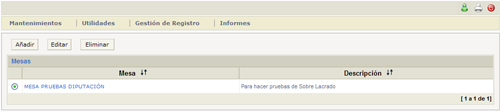 Mantenimientos | Utilidades | Gestión de Registro | Informes
Añadir Editar Eliminar
Mesas
Mesa Descripción
MESA PRUEBAS DIPUTACIÓN Para hacer pruebas de Sobre Lacrado
[ 1 a 1 de 1]